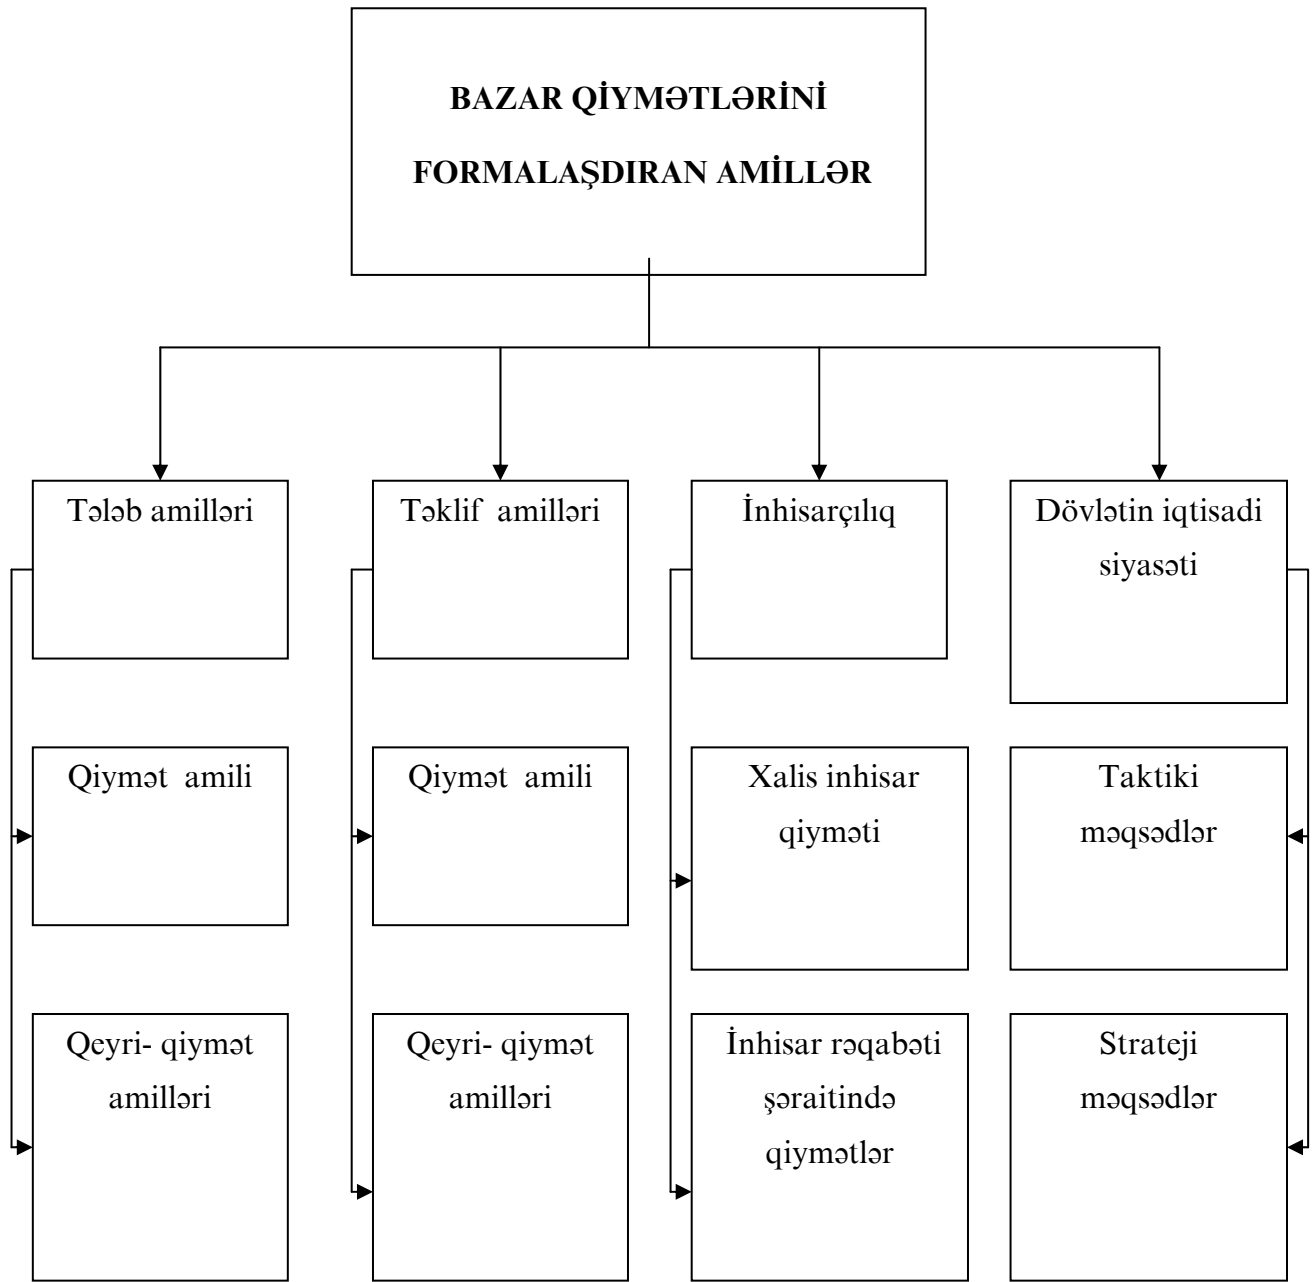 BAZAR QİYMƏTLƏRİNİ
FORMALAŞDIRAN AMİLLƏR
Tələb amilləri
Təklif amilləri
İnhisarçılıq
Dövlətin iqtisadi
siyasəti
Qiymət amili
Qiymət amili
Xalis inhisar
qiyməti
Taktiki
məqsədlər
Qeyri- qiymət
amilləri
Qeyri- qiymət
amilləri
İnhisar rəqabəti
şəraitində
qiymətlər
Strateji
məqsədlər